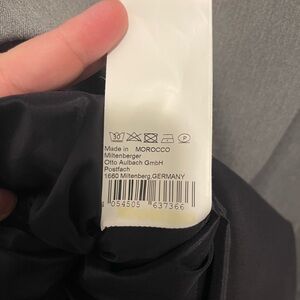 30 P
Made in MOROCCO
Miltenberger
Otto Aulbach GmbH
Postfach
1660 Miltenberg,GERMANY
054505 637366